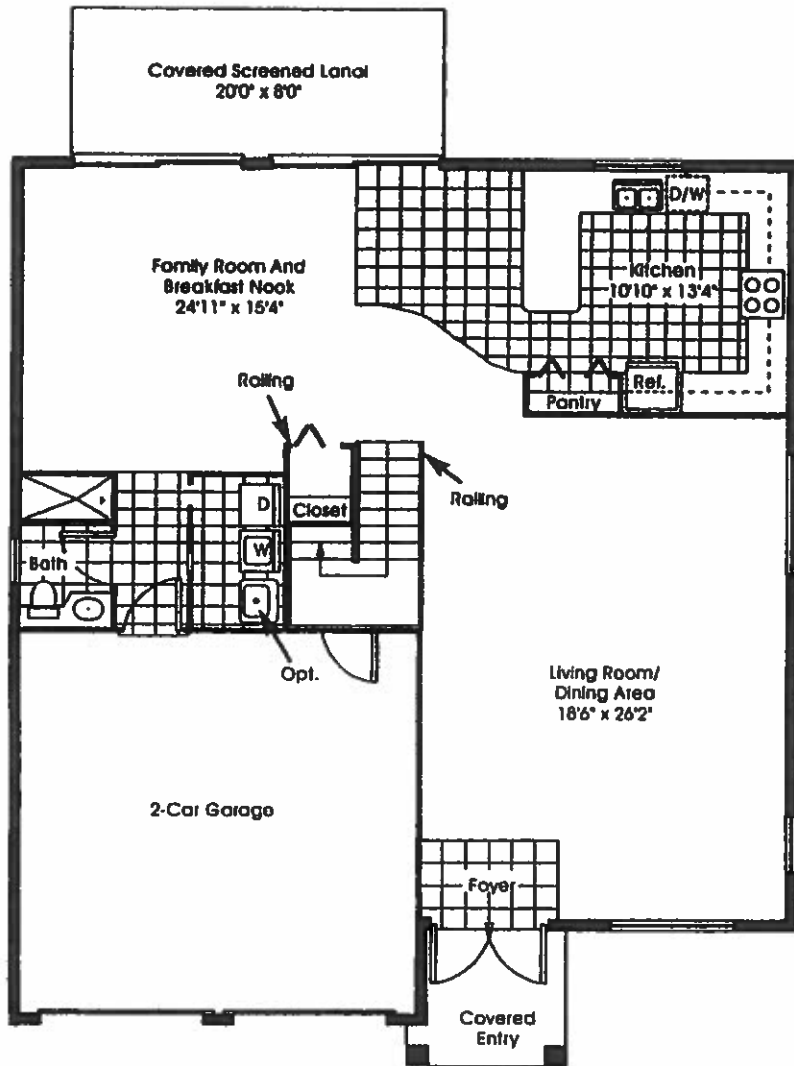 Covered Screened Lanai
20'0" x 8'0"
D/W
Family Room And
Breakfast Nook
24'11" x 15'4"
Kitchen
10'10" x 13'4"
Railing
Ref.
Pantry
Railing
D
Closet
W
Bath
Opt.
Living Room/
Dining Area
18'6" x 26'2"
2-Car Garage
Foyer
Covered
Entry